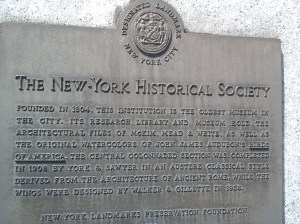 DESIGNATED LANDMARK
NEW YORK CITY
THE NEW-YORK HISTORICAL SOCIETY
FOUNDED IN 1804, THIS INSTITUTION IS THE OLDEST MUSEUM IN
THE CITY. ITS RESEARCH LIBRARY AND MUSEUM HOLD THE
ARCHITECTURAL FILES OF MCKIM, MEAD & WHITE, AS WELL AS
THE ORIGINAL WATERCOLORS OF JOHN JAMES AUDUBON'S BIRDS
OF AMERICA. THE CENTRAL COLONNADED SECTION WAS COMPLETED
IN 1908 BY YORK & SAWYER IN AN AUSTERE CLASSICAL STYLE
DERIVED FROM THE ARCHITECTURE OF ANCIENT ROME. WHILE THE
WINGS WERE DESIGNED BY WALKER & GILLETTE IN 1938.
NEW YORK LANDMARKS PRESERVATION FOUNDATION